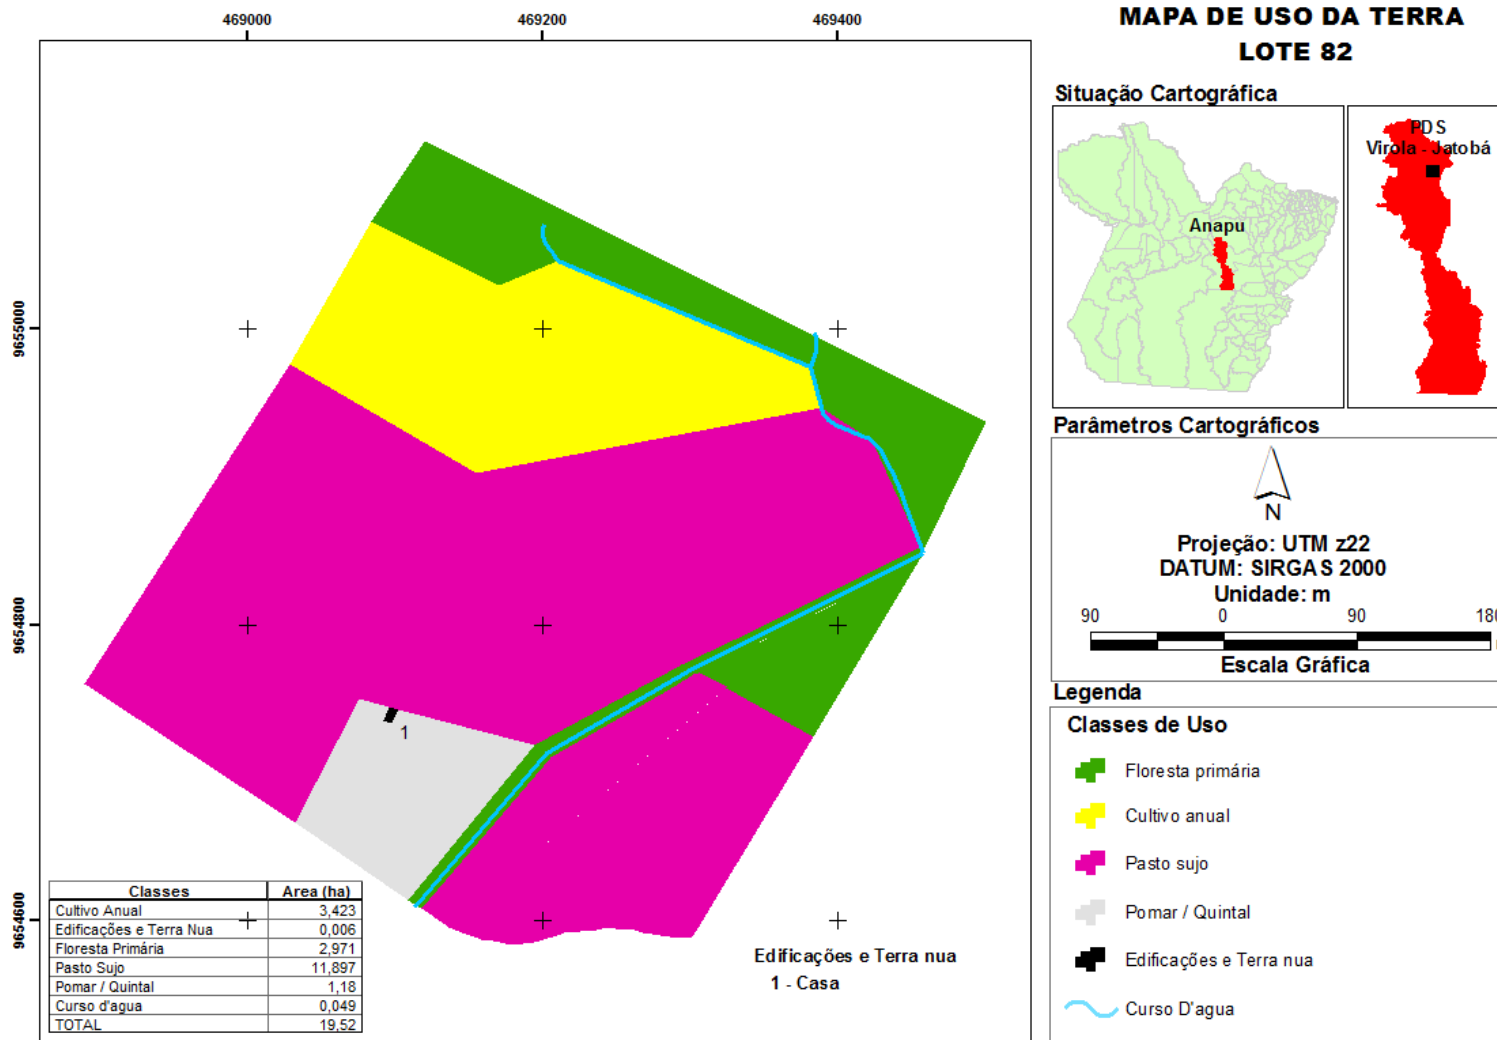 MAPA DE USO DA TERRA
LOTE 82
469000 469200 469400
9655000
9654800
9654600
1
Classes Area (ha)
Cultivo Anual 3,423
Edificações e Terra Nua 0,006
Floresta Primária 2,971
Pasto Sujo 11,897
Pomar / Quintal 1,18
Curso d'agua 0,049
TOTAL 19,52
Edificações e Terra nua
1 - Casa
Situação Cartográfica
Anapu
PDS
Virola - Jatobá
Parâmetros Cartográficos
N
Projeção: UTM z22
DATUM: SIRGAS 2000
Unidade: m
90 0 90 180
Escala Gráfica
Legenda
Classes de Uso
Floresta primária
Cultivo anual
Pasto sujo
Pomar / Quintal
Edificações e Terra nua
Curso D'agua